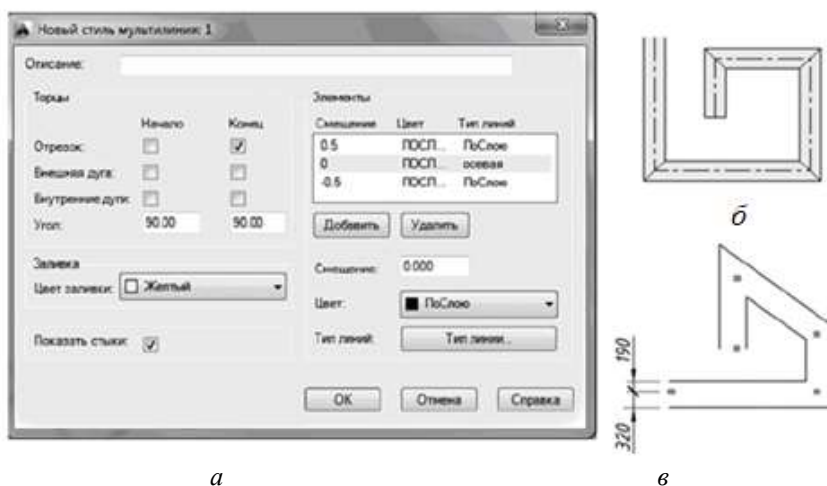 Новый стиль мультилинии: 1
Описание:
Торцы
Начало Конец
Отрезок:
Внешняя дуга:
Внутренние дуги:
Угол: 90.00 90.00
Заливка
Цвет заливки: Желтый
Показать стыки:
Элементы
Смещение Цвет Тип линий
0.5 ПОСЛ... ПоСлою
0 ПОСЛ... осевая
-0.5 ПОСЛ... ПоСлою
Добавить Удалить
Смещение: 0.000
Цвет: ПоСлою
Тип линий: Тип линии...
ОК Отмена Справка
а
б
190
320
в